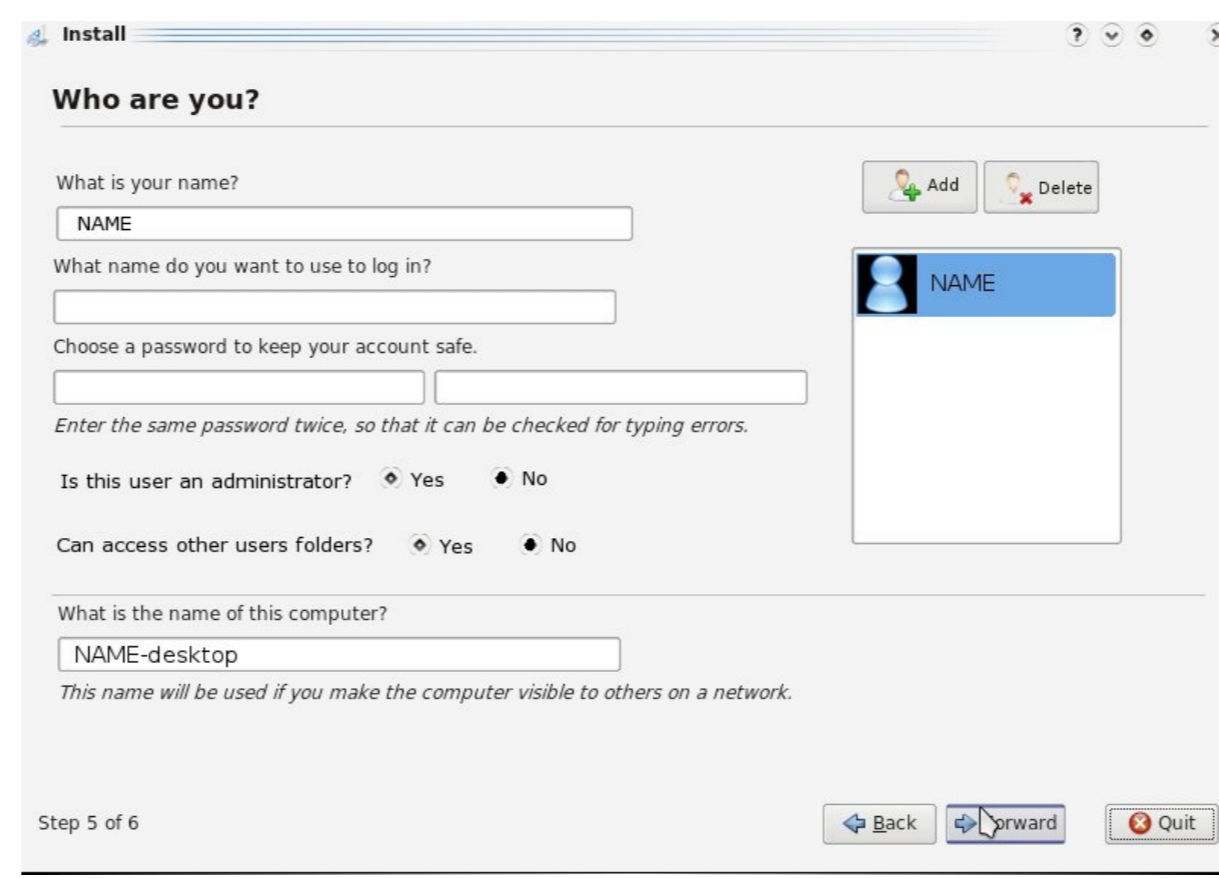 Install
Who are you?
What is your name?
NAME
What name do you want to use to log in?
Choose a password to keep your account safe.
Enter the same password twice, so that it can be checked for typing errors.
Is this user an administrator? Yes No
Can access other users folders? Yes No
Add Delete
NAME
What is the name of this computer?
NAME-desktop
This name will be used if you make the computer visible to others on a network.
Step 5 of 6
Back Forward Quit